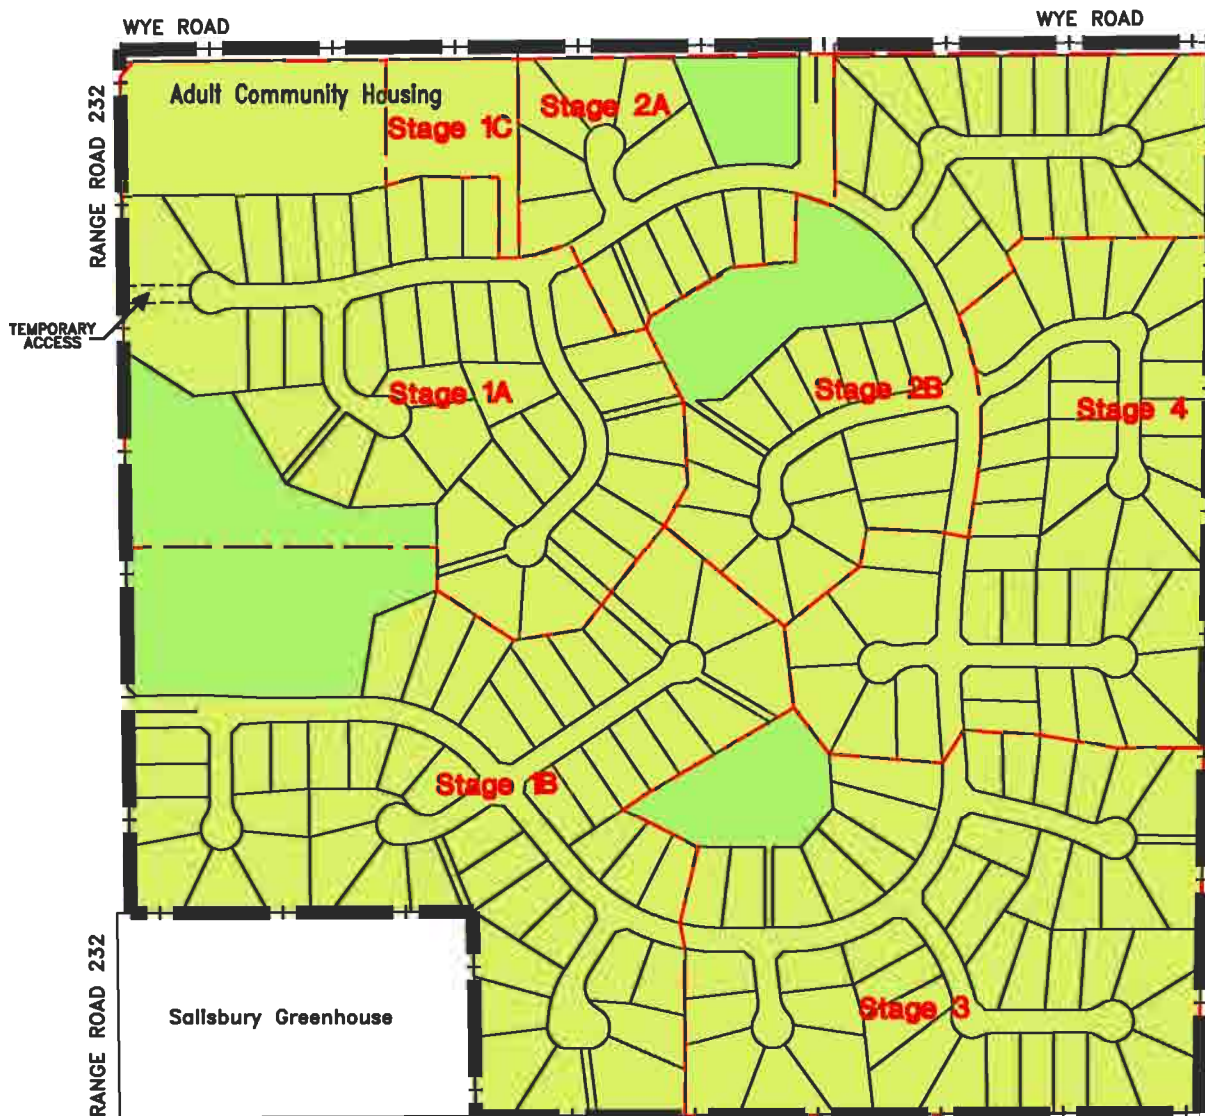 WYE ROAD
WYE ROAD
RANGE ROAD 232
Adult Community Housing
Stage 1C
Stage 2A
TEMPORARY
ACCESS
Stage 1A
Stage 2B
Stage 4
Stage 1B
RANGE ROAD 232
Salisbury Greenhouse
Stage 3